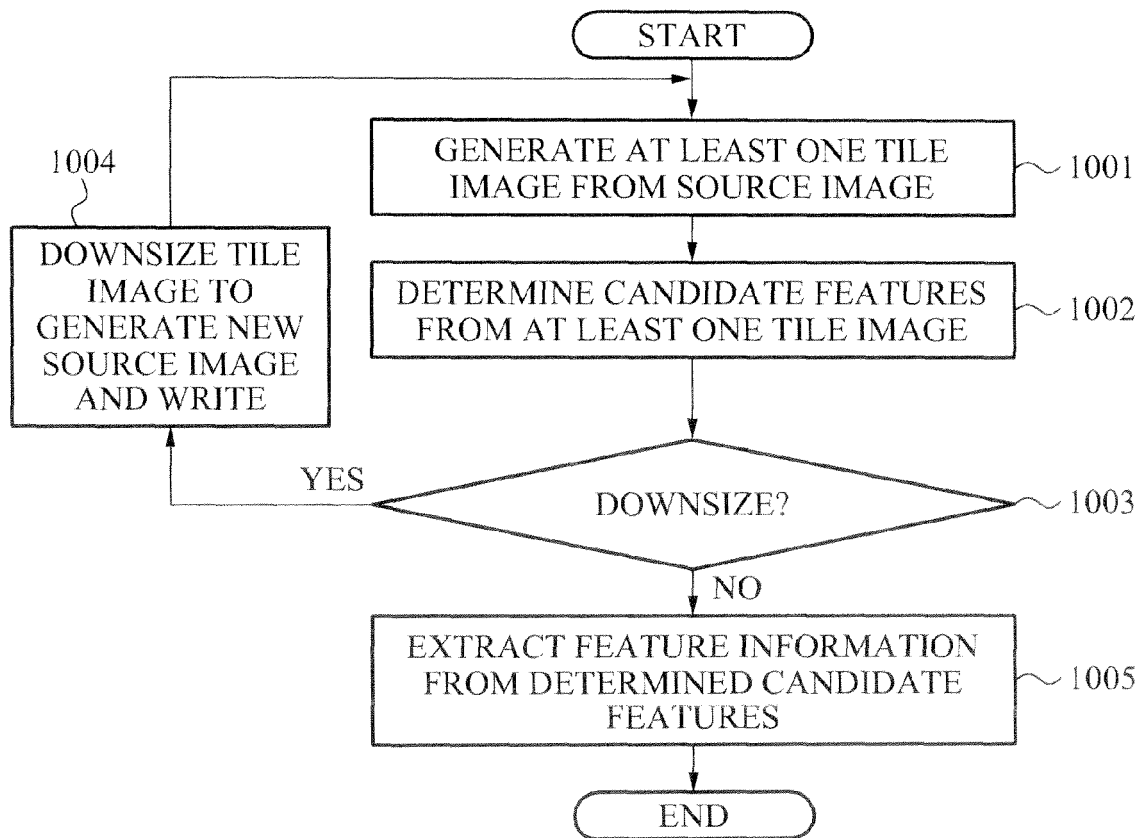 START
GENERATE AT LEAST ONE TILE
IMAGE FROM SOURCE IMAGE
1001
1004
DOWNSIZE TILE
IMAGE TO
GENERATE NEW
SOURCE IMAGE
AND WRITE
DETERMINE CANDIDATE FEATURES
FROM AT LEAST ONE TILE IMAGE
1002
YES
DOWNSIZE?
1003
NO
EXTRACT FEATURE INFORMATION
FROM DETERMINED CANDIDATE
FEATURES
1005
END